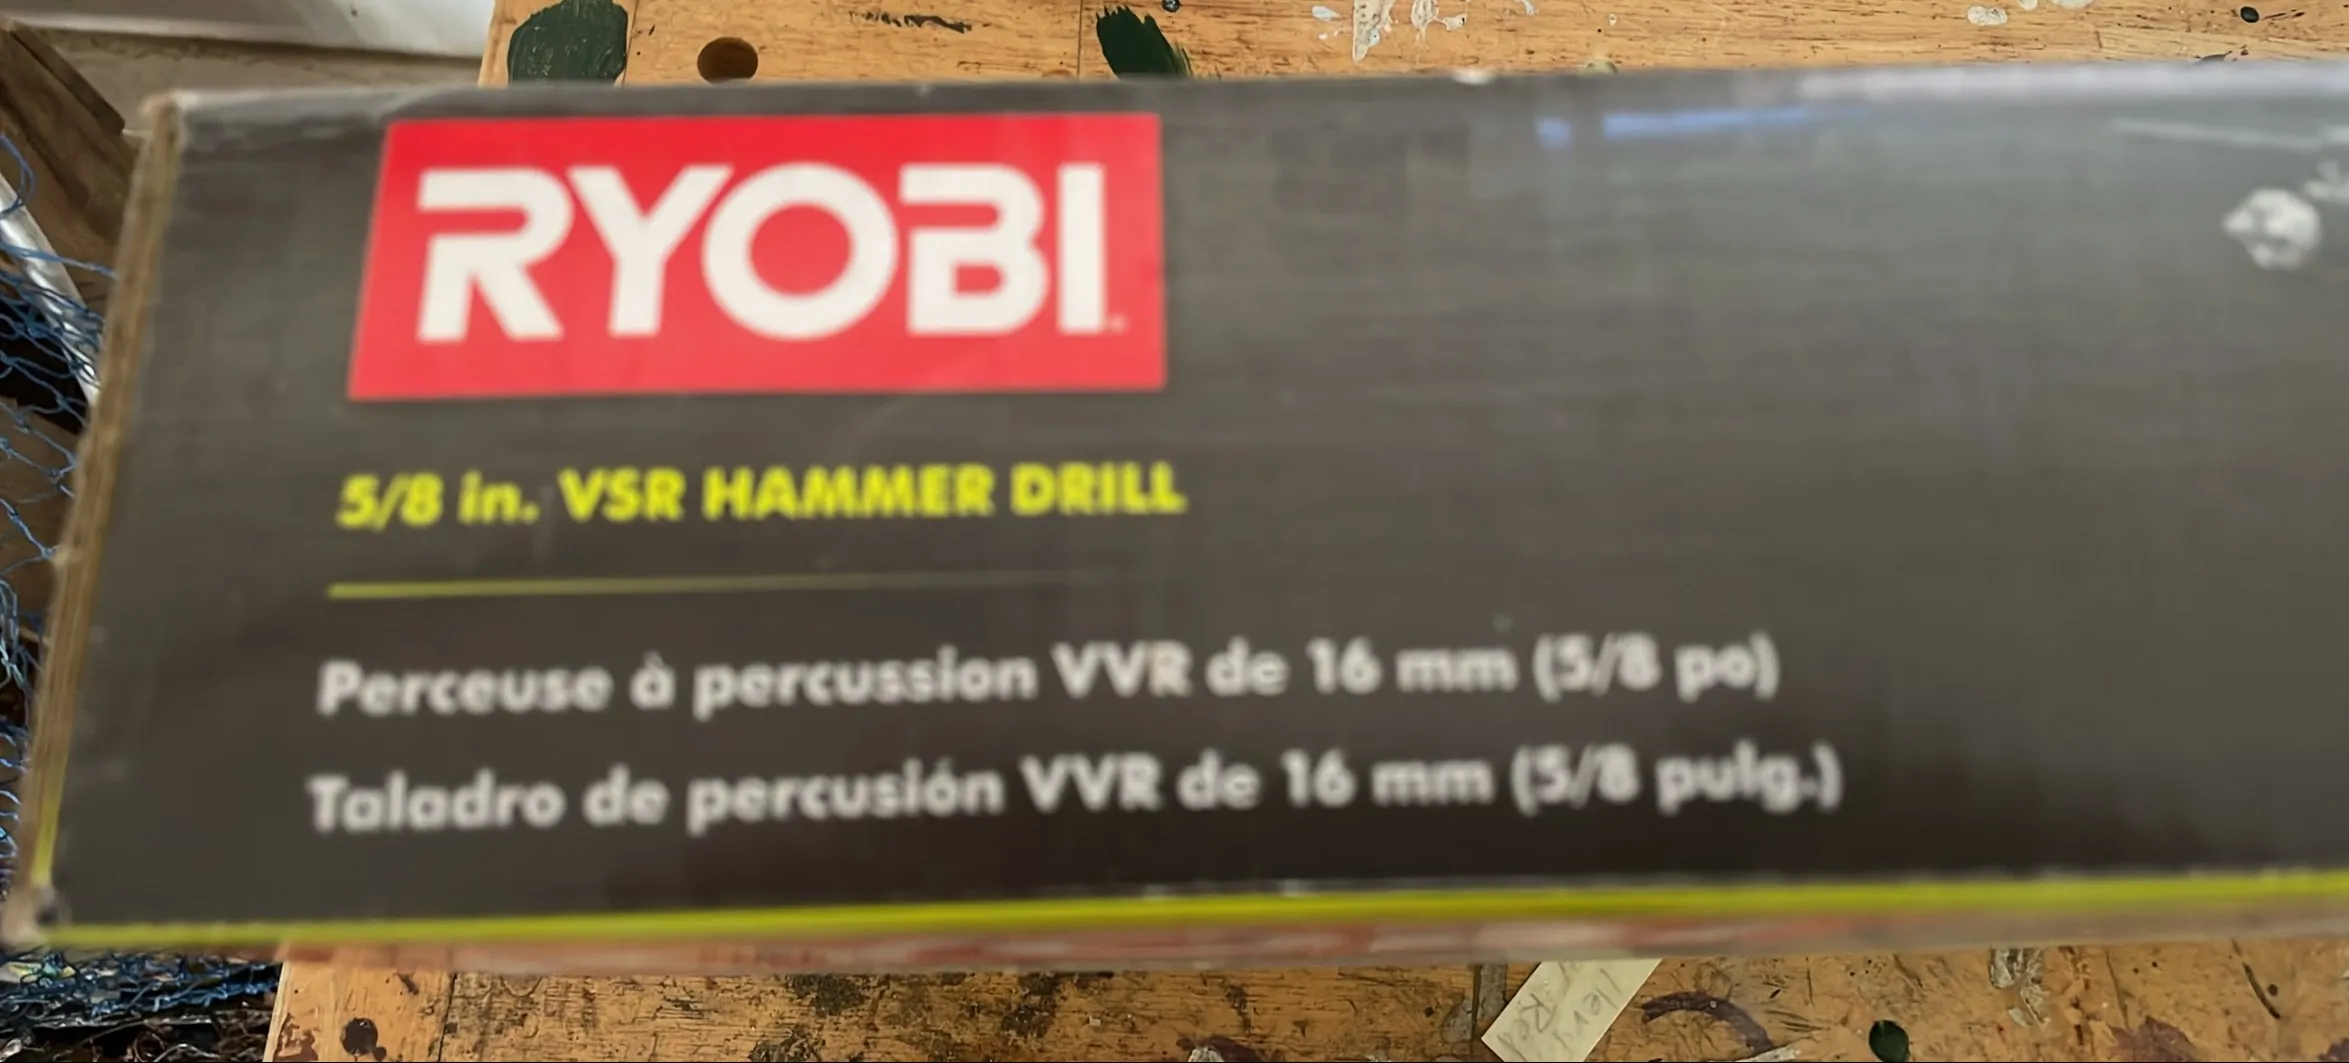 RYOBI
5/8 in. VSR HAMMER DRILL
Perceuse à percussion VVR de 16 mm (5/8 po)
Taladro de percusión VVR de 16 mm (5/8 pulg.)